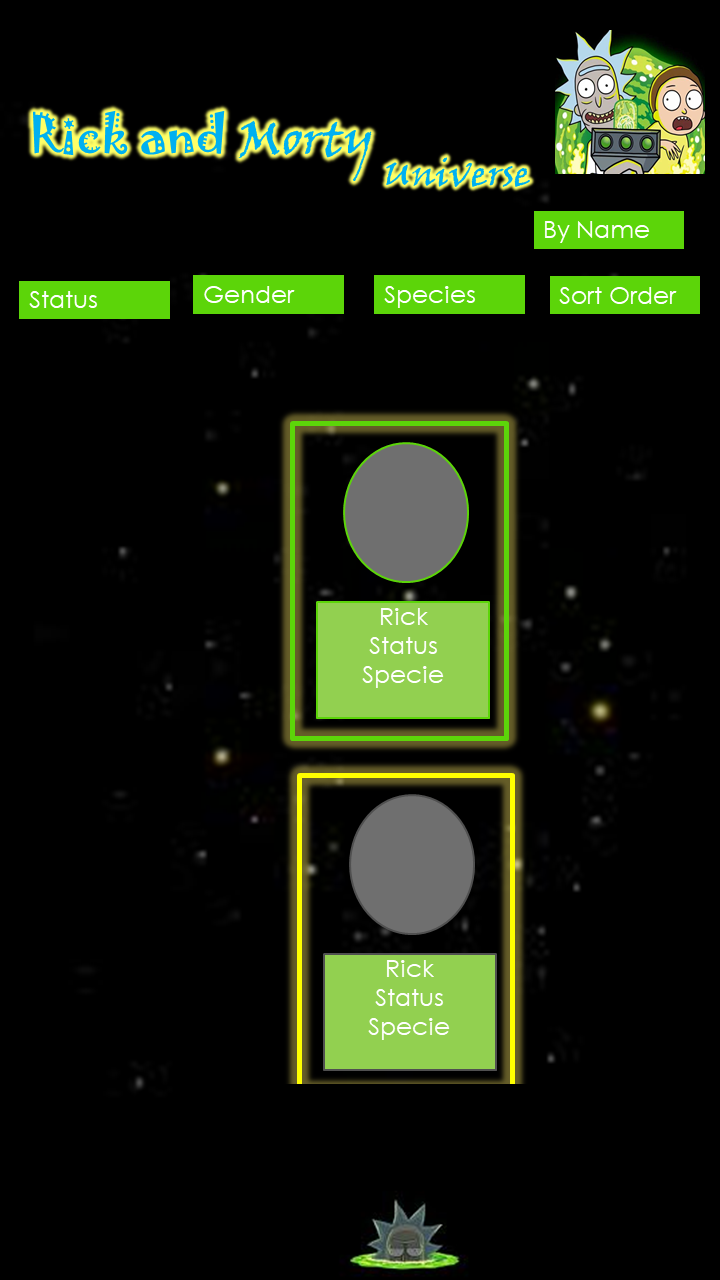 Rick and Morty
Universe
By Name
Status
Gender
Species
Sort Order
Rick
Status
Specie
Rick
Status
Specie